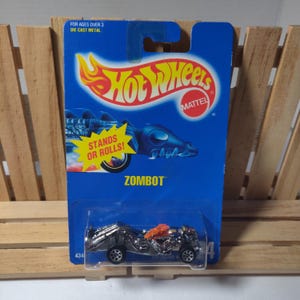 FOR AGES OVER 3
DIE CAST METAL
Hot Wheels
MATTEL
STANDS
OR ROLLS!
ZOMBOT